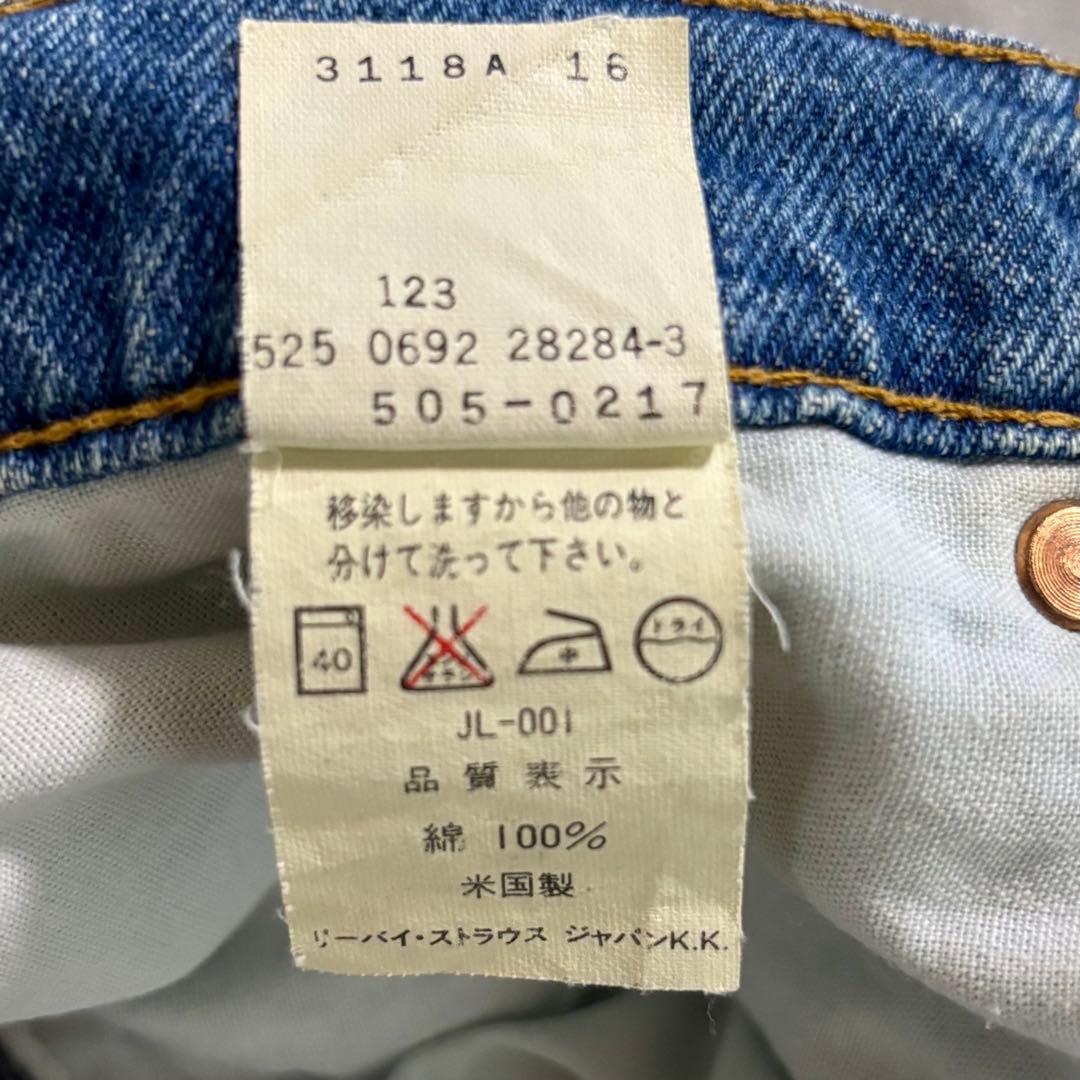 3118A 16
123
525 0692 28284-3
505-0217
移染しますから他の物と
分けて洗って下さい。
40 中 ドライ
JL-001
品質表示
綿 100%
米国製
リーバイ・ストラウス ジャパンK.K.